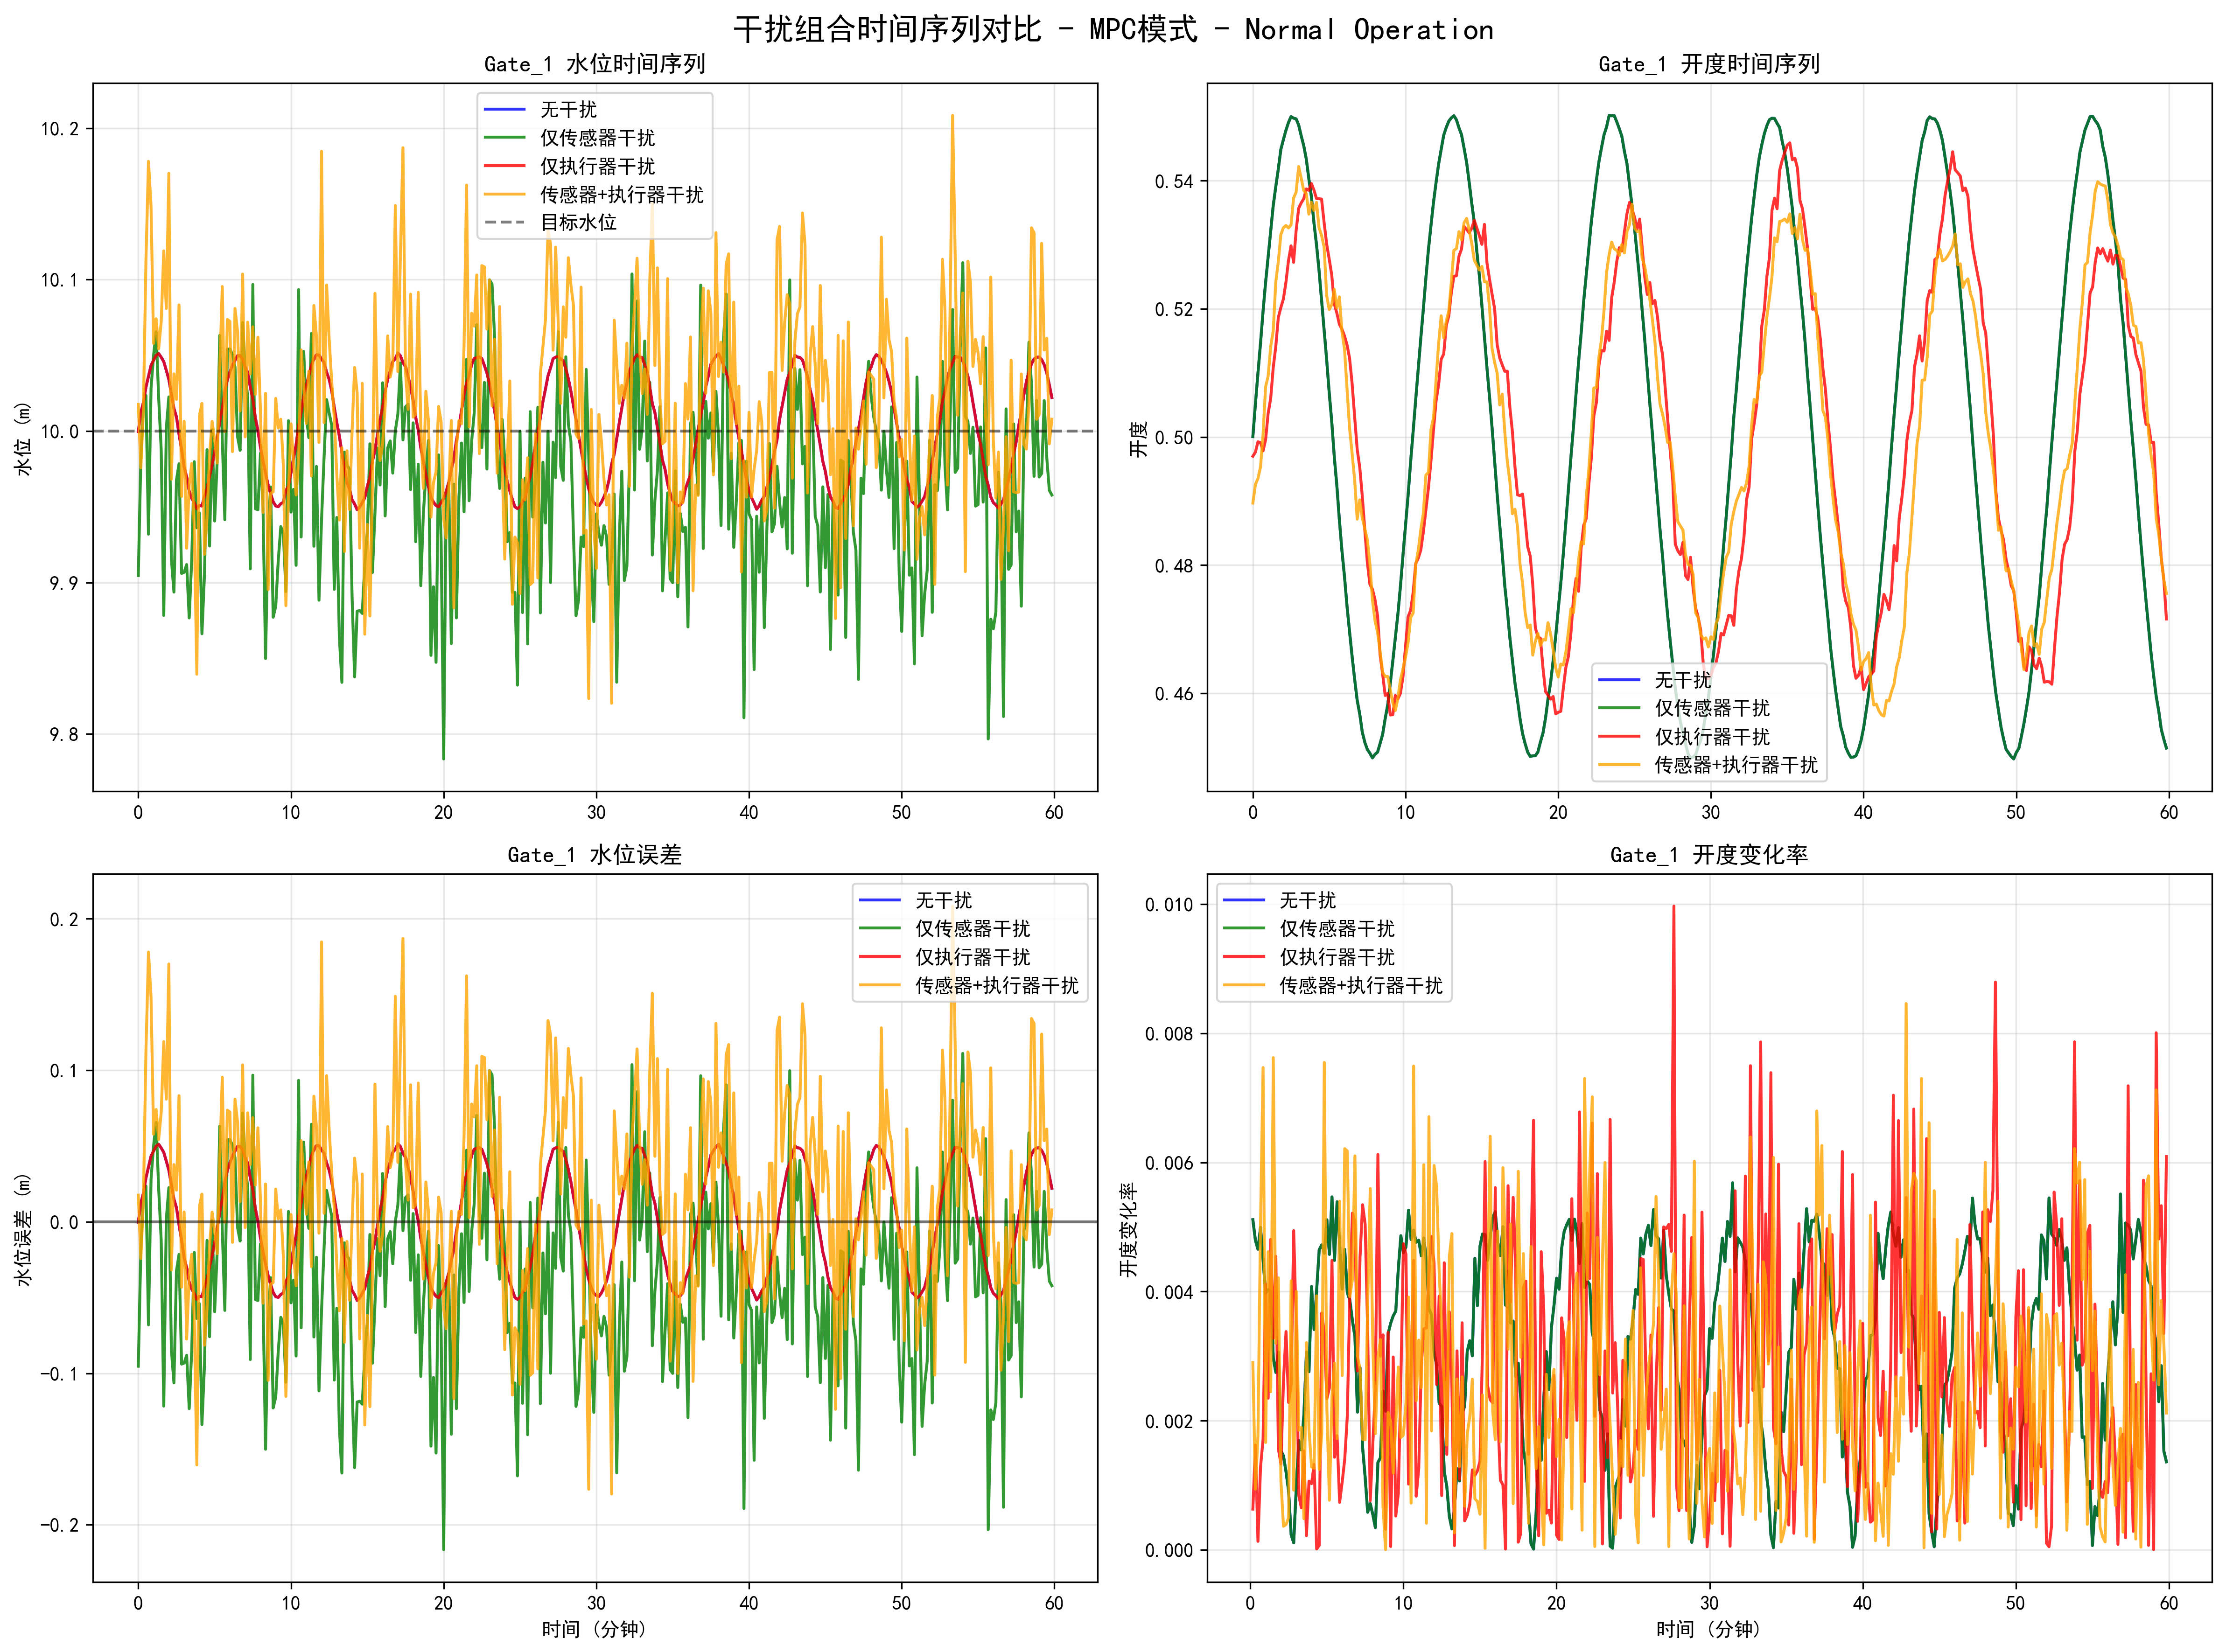 干扰组合时间序列对比 - MPC模式 - Normal Operation
Gate_1 水位时间序列
无干扰
仅传感器干扰
仅执行器干扰
传感器+执行器干扰
目标水位
水位 (m)
10.2
10.1
10.0
9.9
9.8
0 10 20 30 40 50 60
Gate_1 开度时间序列
开度
0.54
0.52
0.50
0.48
0.46
无干扰
仅传感器干扰
仅执行器干扰
传感器+执行器干扰
0 10 20 30 40 50 60
Gate_1 水位误差
无干扰
仅传感器干扰
仅执行器干扰
传感器+执行器干扰
水位误差 (m)
0.2
0.1
0.0
-0.1
-0.2
0 10 20 30 40 50 60
时间 (分钟)
Gate_1 开度变化率
无干扰
仅传感器干扰
仅执行器干扰
传感器+执行器干扰
开度变化率
0.010
0.008
0.006
0.004
0.002
0.000
0 10 20 30 40 50 60
时间 (分钟)